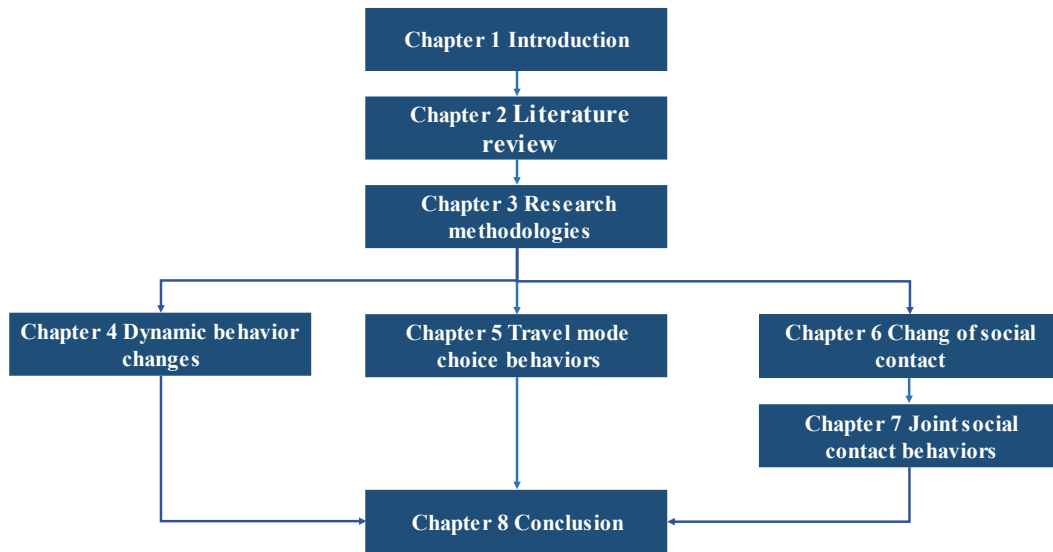 Chapter 1 Introduction
Chapter 2 Literature
review
Chapter 3 Research
methodologies
Chapter 4 Dynamic behavior
changes
Chapter 5 Travel mode
choice behaviors
Chapter 6 Chang of social
contact
Chapter 7 Joint social
contact behaviors
Chapter 8 Conclusion